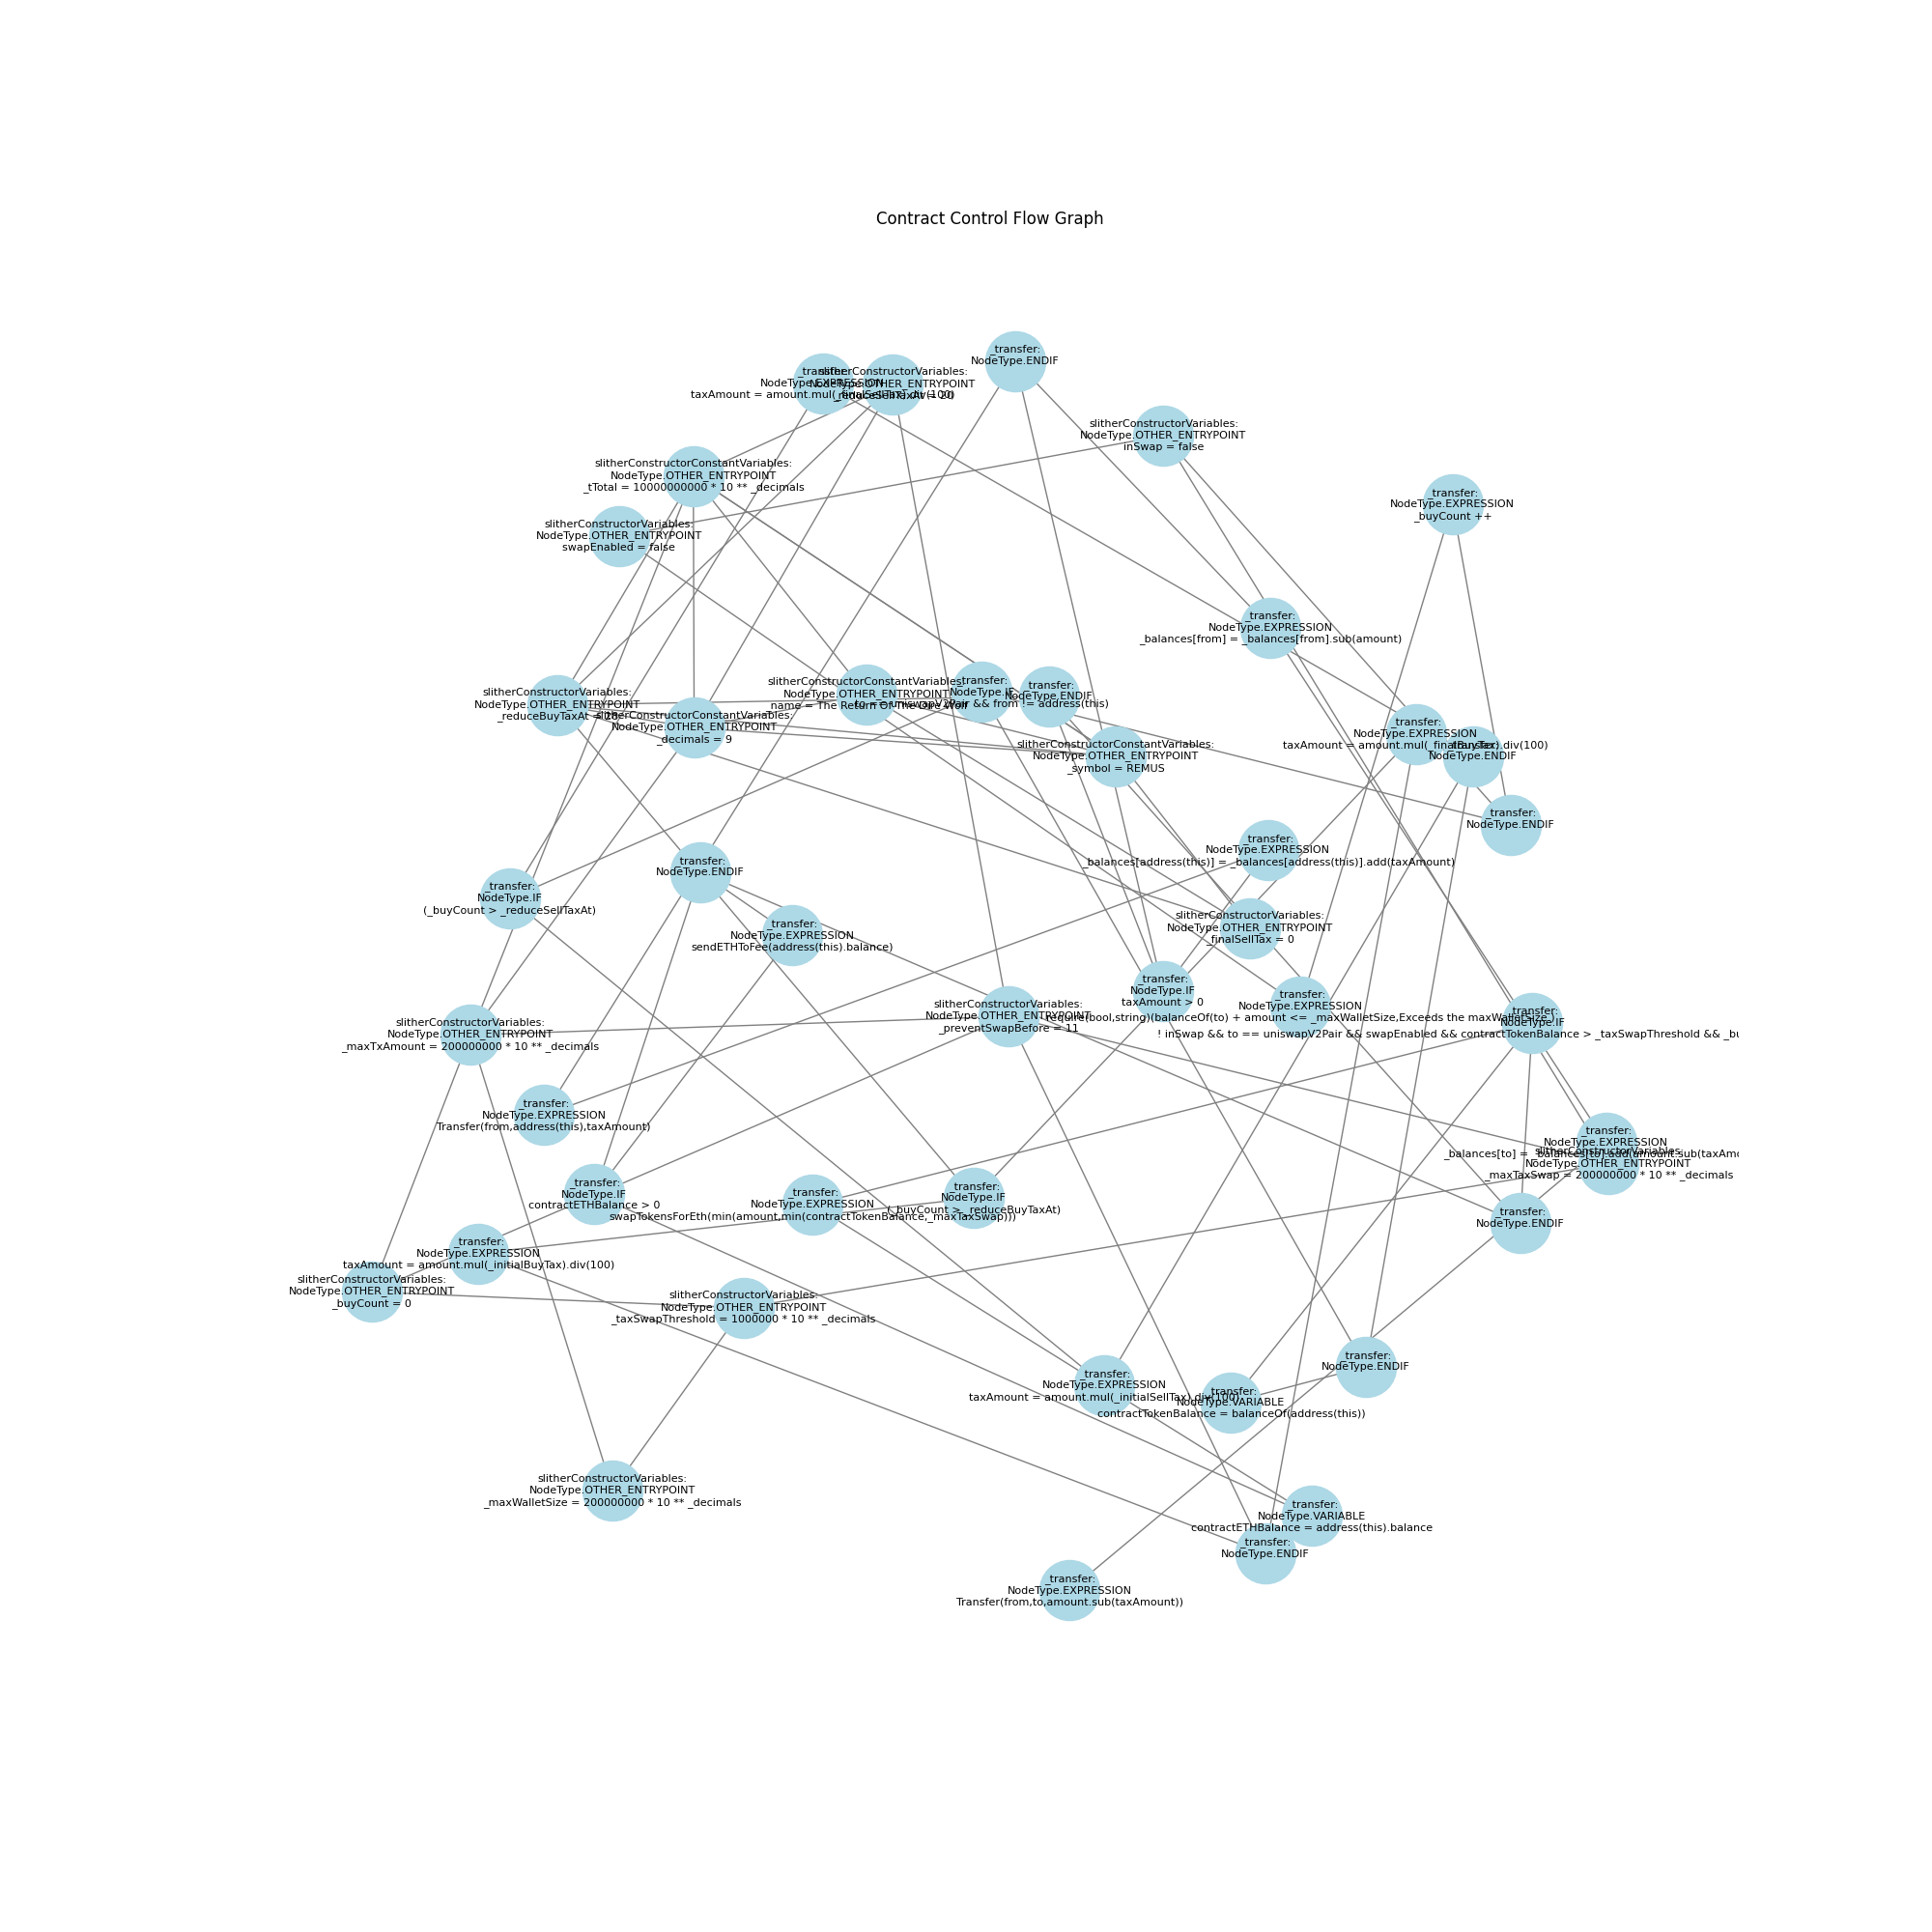 Contract Control Flow Graph
_transfer:
NodeType.ENDIF
_transfer:
NodeType.EXPRESSION
taxAmount = amount.mul(_finalSellTax).div(100)
slitherConstructorVariables:
NodeType.OTHER_ENTRYPOINT
_reduceSellTaxAt = 20
slitherConstructorVariables:
NodeType.OTHER_ENTRYPOINT
inSwap = false
slitherConstructorConstantVariables:
NodeType.OTHER_ENTRYPOINT
_tTotal = 10000000000 * 10 ** _decimals
_transfer:
NodeType.EXPRESSION
_buyCount ++
slitherConstructorVariables:
NodeType.OTHER_ENTRYPOINT
swapEnabled = false
_transfer:
NodeType.EXPRESSION
_balances[from] = _balances[from].sub(amount)
slitherConstructorConstantVariables:
NodeType.OTHER_ENTRYPOINT
_name = The Return Of The Dire Wolf
_transfer:
NodeType.IF
to == uniswapV2Pair && from != address(this)
_transfer:
NodeType.ENDIF
slitherConstructorVariables:
NodeType.OTHER_ENTRYPOINT
_reduceBuyTaxAt =
slitherConstructorConstantVariables:
NodeType.OTHER_ENTRYPOINT
_decimals = 9
_transfer:
NodeType.EXPRESSION
taxAmount = amount.mul(_finalBuyTax).div(100)
_transfer:
NodeType.ENDIF
slitherConstructorConstantVariables:
NodeType.OTHER_ENTRYPOINT
_symbol = REMUS
_transfer:
NodeType.ENDIF
_transfer:
NodeType.EXPRESSION
_balances[address(this)] = _balances[address(this)].add(taxAmount)
_transfer:
NodeType.ENDIF
_transfer:
NodeType.IF
(_buyCount > _reduceSellTaxAt)
slitherConstructorVariables:
NodeType.OTHER_ENTRYPOINT
_finalSellTax = 0
_transfer:
NodeType.EXPRESSION
sendETHToFee(address(this).balance)
_transfer:
NodeType.IF
taxAmount > 0
_transfer:
NodeType.EXPRESSION
require(bool,string)(balanceOf(to) + amount <= _maxWalletSize,Exceeds the maxWalletSize.)
slitherConstructorVariables:
NodeType.OTHER_ENTRYPOINT
_preventSwapBefore = 11
_transfer:
NodeType.IF
! inSwap && to == uniswapV2Pair && swapEnabled && contractTokenBalance > _taxSwapThreshold && _bu
slitherConstructorVariables:
NodeType.OTHER_ENTRYPOINT
_maxTxAmount = 200000000 * 10 ** _decimals
_transfer:
NodeType.EXPRESSION
Transfer(from,address(this),taxAmount)
_transfer:
NodeType.EXPRESSION
_balances[to] = _balances[to].add(amount.sub(taxAmo
slitherConstructorVariables:
NodeType.OTHER_ENTRYPOINT
_maxTaxSwap = 200000000 * 10 ** _decimals
_transfer:
NodeType.IF
contractETHBalance > 0
_transfer:
NodeType.IF
(_buyCount > _reduceBuyTaxAt)
_transfer:
NodeType.EXPRESSION
swapTokensForEth(min(amount,min(contractTokenBalance,_maxTaxSwap)))
_transfer:
NodeType.ENDIF
_transfer:
NodeType.EXPRESSION
taxAmount = amount.mul(_initialBuyTax).div(100)
slitherConstructorVariables:
NodeType.OTHER_ENTRYPOINT
_buyCount = 0
slitherConstructorVariables:
NodeType.OTHER_ENTRYPOINT
_taxSwapThreshold = 1000000 * 10 ** _decimals
_transfer:
NodeType.ENDIF
_transfer:
NodeType.EXPRESSION
taxAmount = amount.mul(_initialSellTax).div(100)
_transfer:
NodeType.VARIABLE
contractTokenBalance = balanceOf(address(this))
slitherConstructorVariables:
NodeType.OTHER_ENTRYPOINT
_maxWalletSize = 200000000 * 10 ** _decimals
_transfer:
NodeType.VARIABLE
contractETHBalance = address(this).balance
_transfer:
NodeType.ENDIF
_transfer:
NodeType.EXPRESSION
Transfer(from,to,amount.sub(taxAmount))